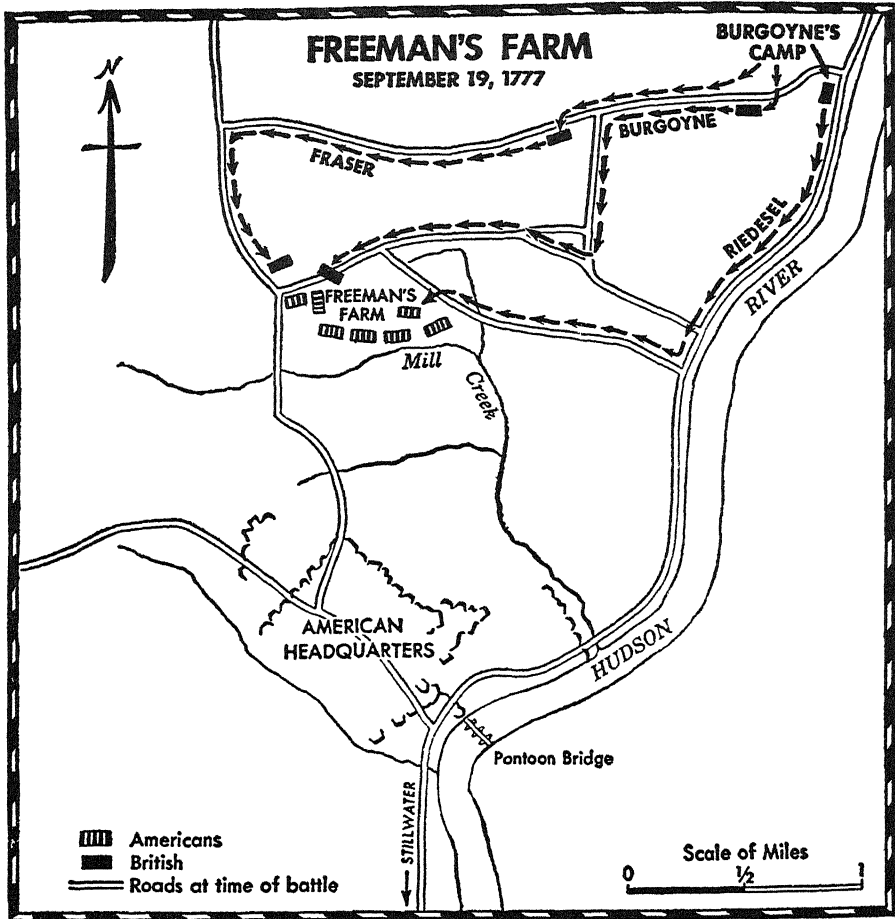 FREEMAN'S FARM
SEPTEMBER 19, 1777
BURGOYNE'S
CAMP
N
BURGOYNE
FRASER
RIEDESEL
RIVER
FREEMAN'S
FARM
Mill
Creek
AMERICAN
HEADQUARTERS
HUDSON
Pontoon Bridge
STILLWATER
Americans
British
Roads at time of battle
Scale of Miles
0 1/2 1